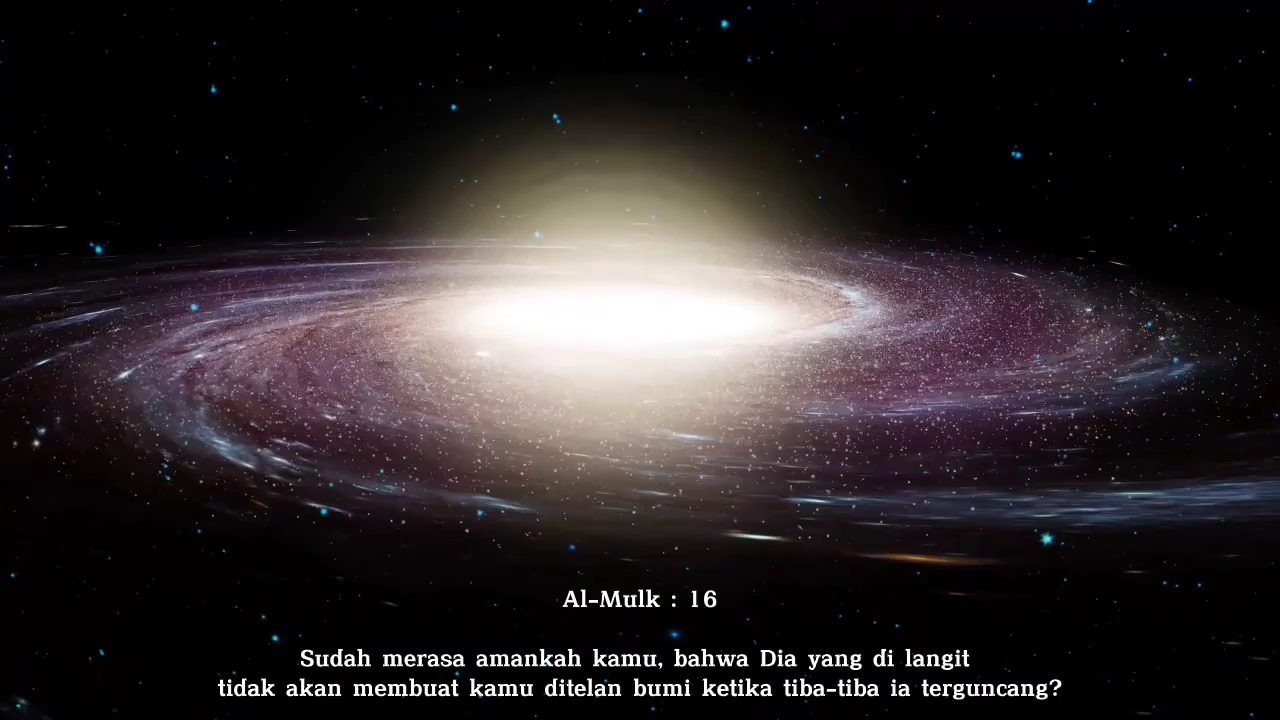 Al-Mulk : 16
Sudah merasa amankah kamu, bahwa Dia yang di langit
tidak akan membuat kamu ditelan bumi ketika tiba-tiba ia terguncang?